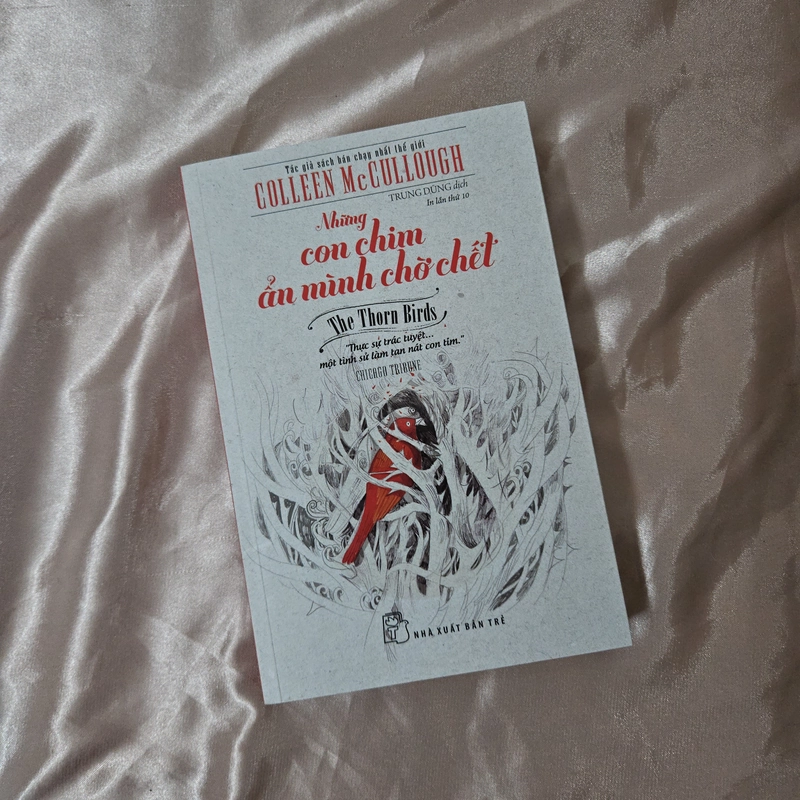 Tác giả sách bán chạy nhất thế giới
COLLEEN McCULLOUGH
TRUNG DŨNG dịch
In lần thứ 10
Những
con chim
ẩn mình chờ chết
The Thorn Birds
"Thực sự trác tuyệt...
một tình sử làm tan nát con tim."
CHICAGO TRIBUNE
NHÀ XUẤT BẢN TRẺ